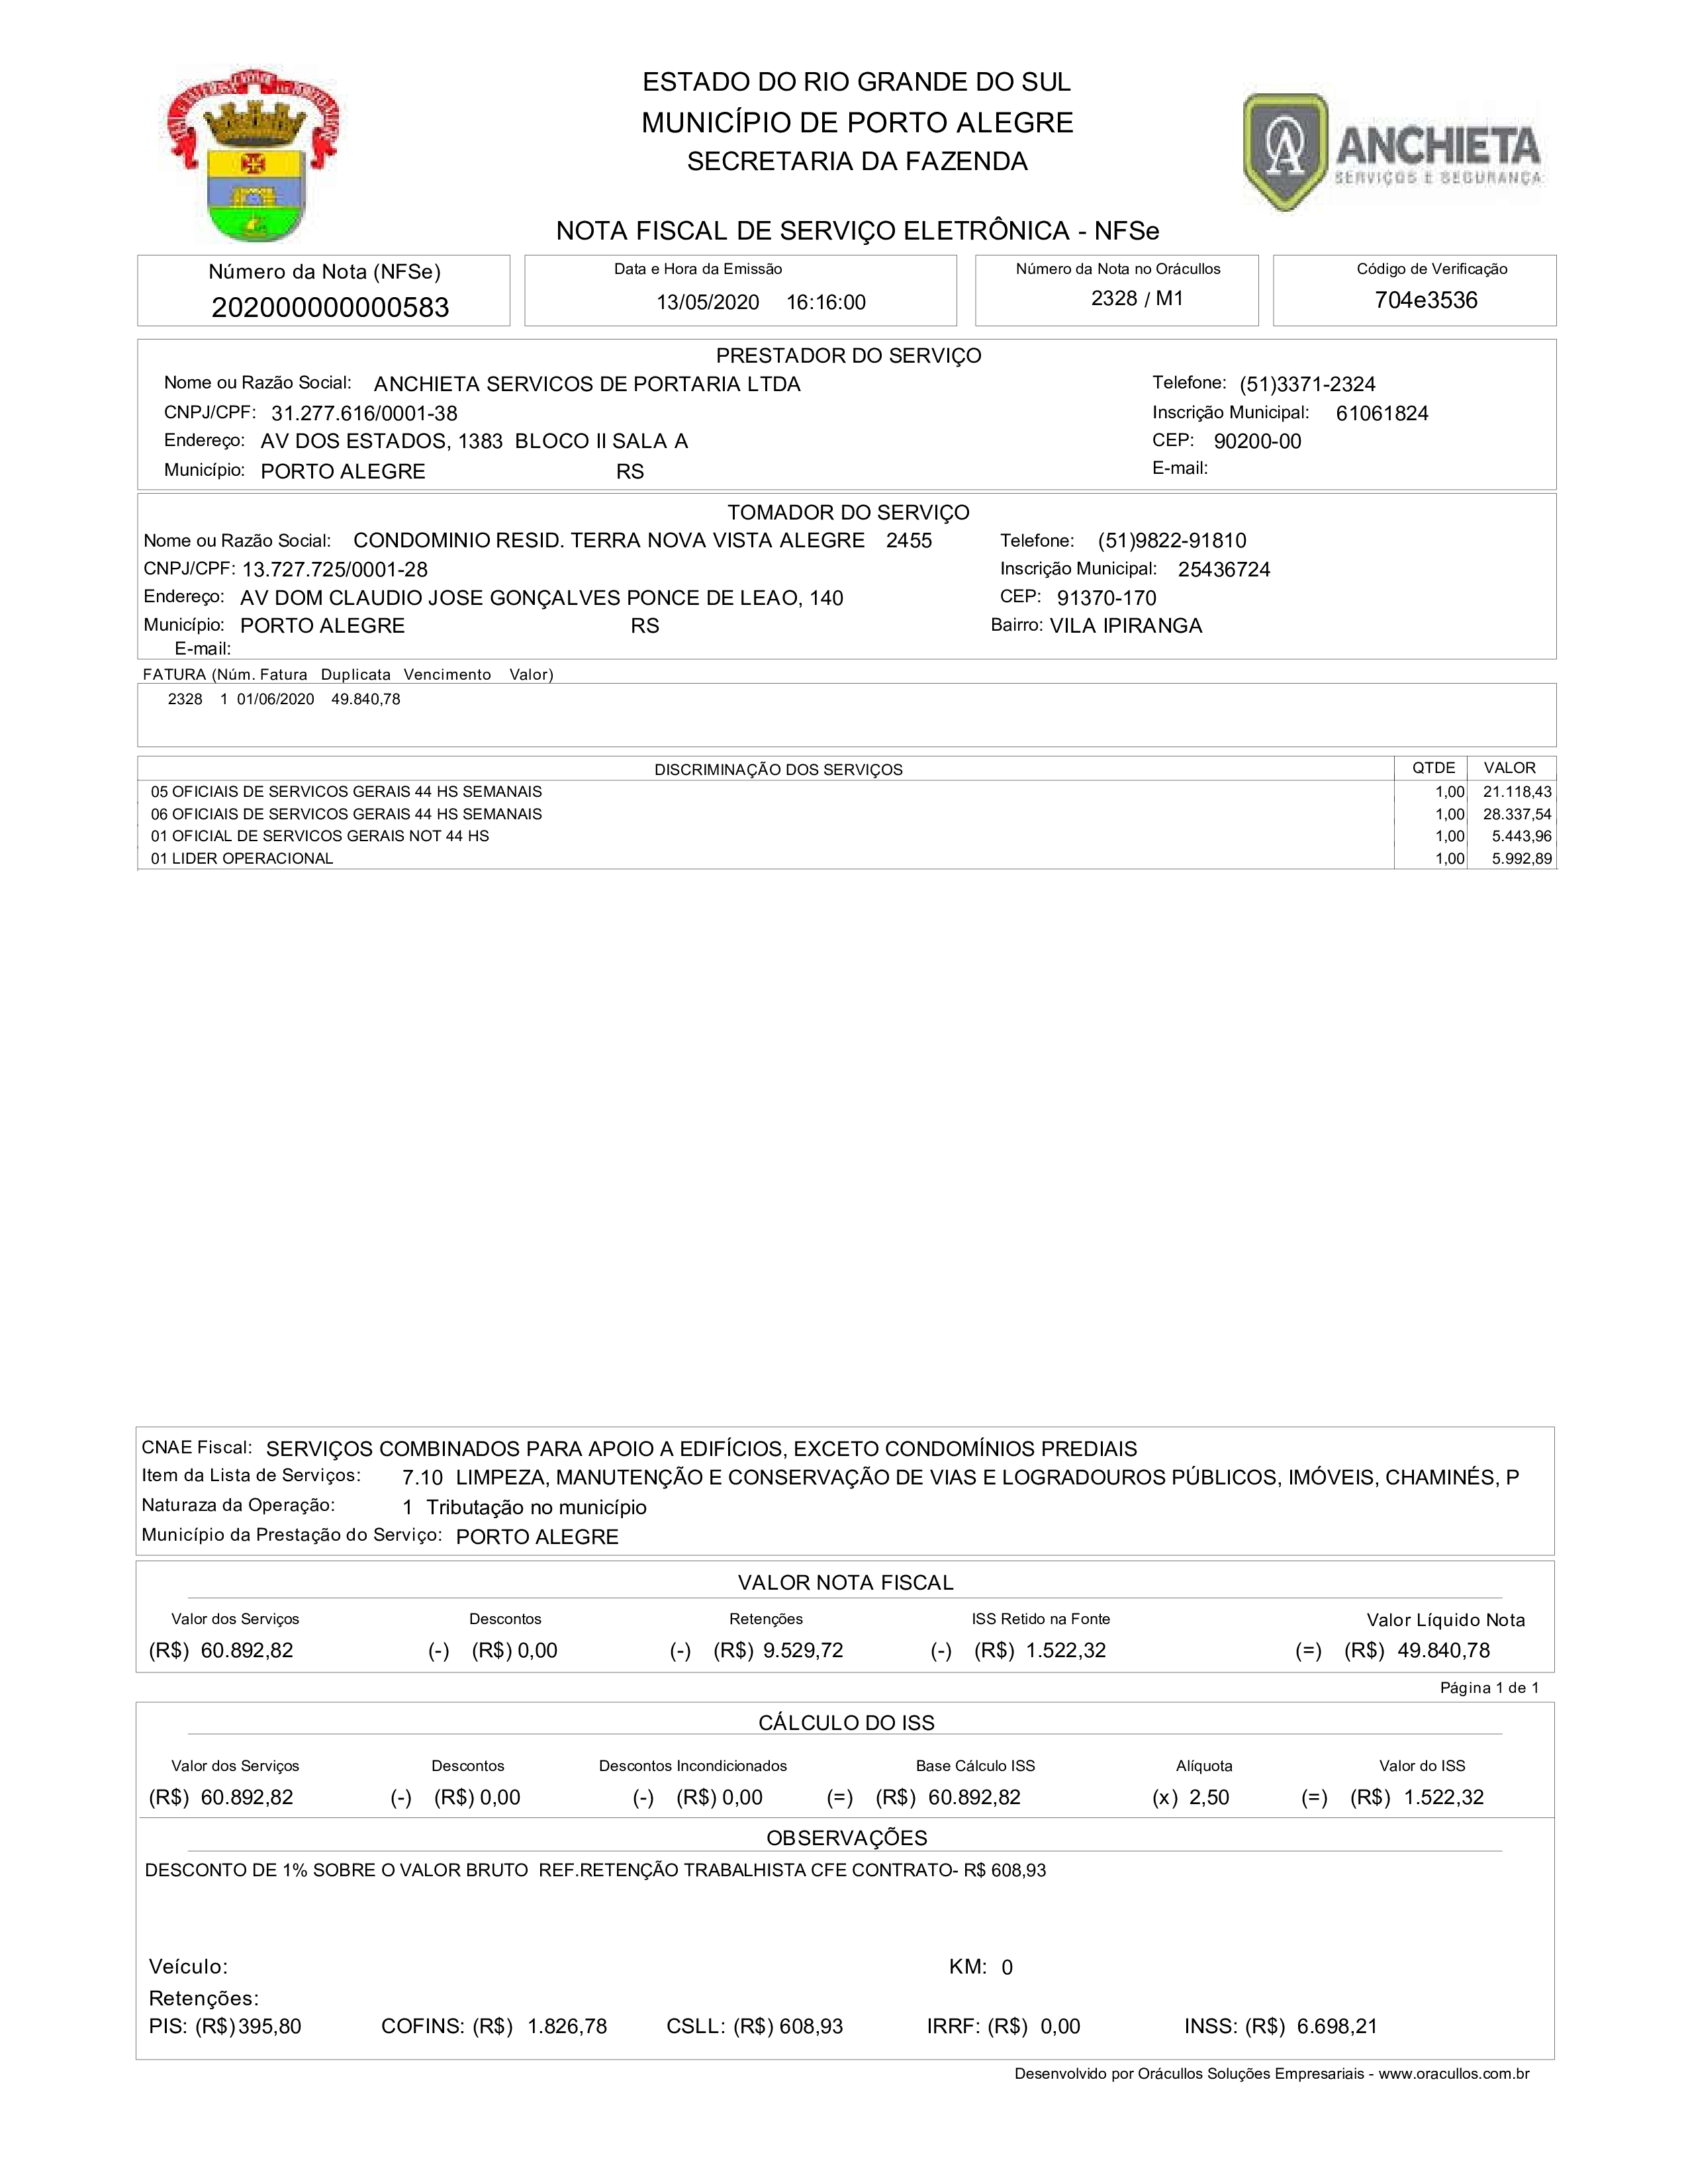 ESTADO DO RIO GRANDE DO SUL
MUNICÍPIO DE PORTO ALEGRE
SECRETARIA DA FAZENDA
ANCHIETA
SERVIÇOS E SEGURANÇA
NOTA FISCAL DE SERVIÇO ELETRÔNICA - NFSe
Número da Nota (NFSe) Data e Hora da Emissão Número da Nota no Orácullos Código de Verificação
202000000000583 13/05/2020 16:16:00 2328 / M1 704e3536
PRESTADOR DO SERVIÇO
Nome ou Razão Social: ANCHIETA SERVICOS DE PORTARIA LTDA Telefone: (51)3371-2324
CNPJ/CPF: 31.277.616/0001-38 Inscrição Municipal: 61061824
Endereço: AV DOS ESTADOS, 1383 BLOCO II SALA A CEP: 90200-00
Município: PORTO ALEGRE RS E-mail:
TOMADOR DO SERVIÇO
Nome ou Razão Social: CONDOMINIO RESID. TERRA NOVA VISTA ALEGRE 2455 Telefone: (51)9822-91810
CNPJ/CPF: 13.727.725/0001-28 Inscrição Municipal: 25436724
Endereço: AV DOM CLAUDIO JOSE GONÇALVES PONCE DE LEAO, 140 CEP: 91370-170
Município: PORTO ALEGRE RS Bairro: VILA IPIRANGA
E-mail:
FATURA (Núm. Fatura Duplicata Vencimento Valor)
2328 1 01/06/2020 49.840,78
DISCRIMINAÇÃO DOS SERVIÇOS QTDE VALOR
05 OFICIAIS DE SERVICOS GERAIS 44 HS SEMANAIS 1,00 21.118,43
06 OFICIAIS DE SERVICOS GERAIS 44 HS SEMANAIS 1,00 28.337,54
01 OFICIAL DE SERVICOS GERAIS NOT 44 HS 1,00 5.443,96
01 LIDER OPERACIONAL 1,00 5.992,89
CNAE Fiscal: SERVIÇOS COMBINADOS PARA APOIO A EDIFÍCIOS, EXCETO CONDOMÍNIOS PREDIAIS
Item da Lista de Serviços: 7.10 LIMPEZA, MANUTENÇÃO E CONSERVAÇÃO DE VIAS E LOGRADOUROS PÚBLICOS, IMÓVEIS, CHAMINÉS, P
Naturaza da Operação: 1 Tributação no município
Município da Prestação do Serviço: PORTO ALEGRE
VALOR NOTA FISCAL
Valor dos Serviços Descontos Retenções ISS Retido na Fonte Valor Líquido Nota
(R$) 60.892,82 (-) (R$) 0,00 (-) (R$) 9.529,72 (-) (R$) 1.522,32 (=) (R$) 49.840,78
Página 1 de 1
CÁLCULO DO ISS
Valor dos Serviços Descontos Descontos Incondicionados Base Cálculo ISS Alíquota Valor do ISS
(R$) 60.892,82 (-) (R$) 0,00 (-) (R$) 0,00 (=) (R$) 60.892,82 (x) 2,50 (=) (R$) 1.522,32
OBSERVAÇÕES
DESCONTO DE 1% SOBRE O VALOR BRUTO REF.RETENÇÃO TRABALHISTA CFE CONTRATO- R$ 608,93
Veículo: KM: 0
Retenções:
PIS: (R$) 395,80 COFINS: (R$) 1.826,78 CSLL: (R$) 608,93 IRRF: (R$) 0,00 INSS: (R$) 6.698,21
Desenvolvido por Orácullos Soluções Empresariais - www.oracullos.com.br